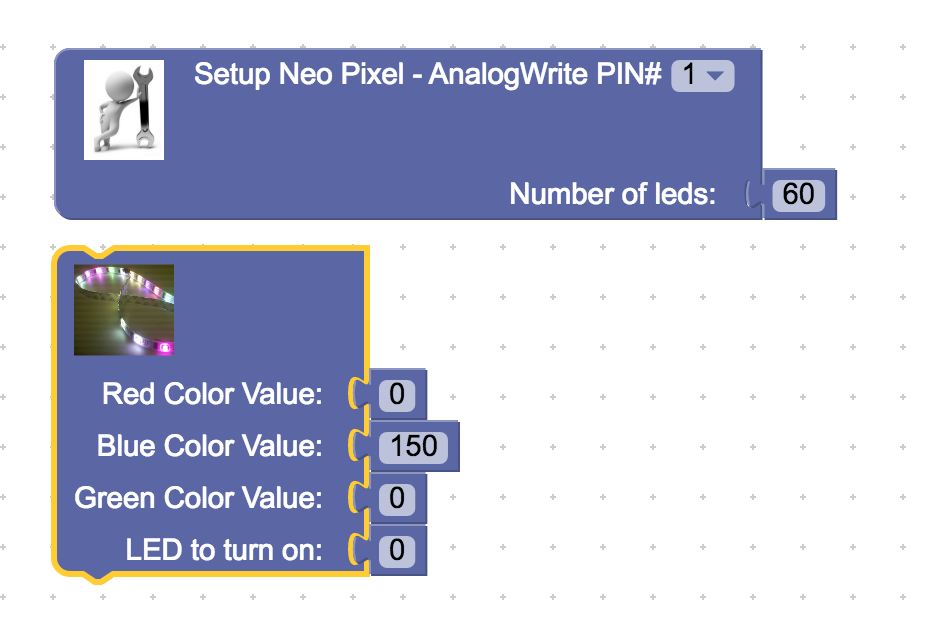 Setup Neo Pixel - AnalogWrite PIN# 1
Number of leds: 60
Red Color Value: 0
Blue Color Value: 150
Green Color Value: 0
LED to turn on: 0